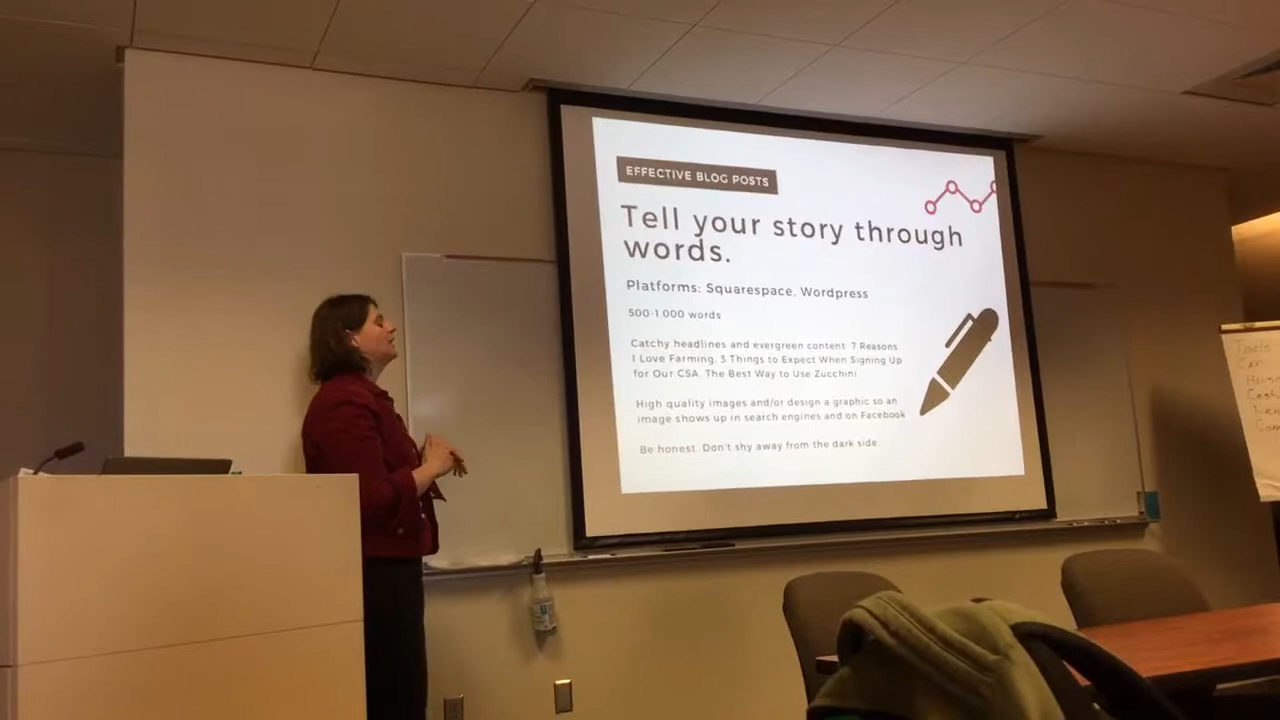 EFFECTIVE BLOG POSTS
Tell your story through
words.
Platforms: Squarespace, Wordpress
500-1,000 words
Catchy headlines and evergreen content. 7 Reasons
I Love Farming. 3 Things to Expect When Signing Up
for Our CSA. The Best Way to Use Zucchini
High quality images and/or design a graphic so an
image shows up in search engines and on Facebook
Be honest. Don't shy away from the dark side.
Tools
Can